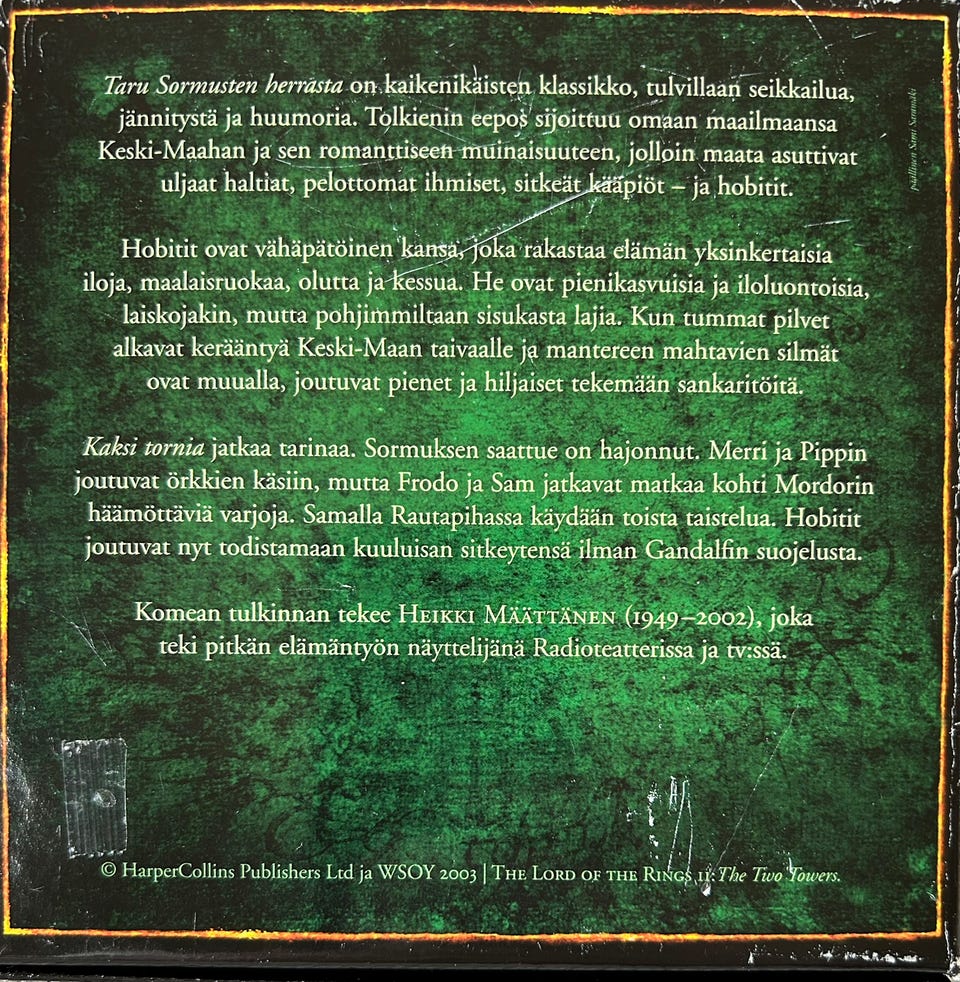 Taru Sormusten herrasta on kaikenikäisten klassikko, tulvillaan seikkailua,
jännitystä ja huumoria. Tolkienin eepos sijoittuu omaan maailmaansa
Keski-Maahan ja sen romanttiseen muinaisuuteen, jolloin maata asuttivat
uljaat haltiat, pelottomat ihmiset, sitkeät kääpiöt – ja hobitit.
Hobitit ovat vähäpätöinen kansa, joka rakastaa elämän yksinkertaisia
iloja, maalaisruokaa, olutta ja kessua. He ovat pienikasvuisia ja iloluontoisia,
laiskojakin, mutta pohjimmiltaan sisukasta lajia. Kun tummat pilvet
alkavat kerääntyä Keski-Maan taivaalle ja mantereen mahtavien silmät
ovat muualla, joutuvat pienet ja hiljaiset tekemään sankaritöitä.
Kaksi tornia jatkaa tarinaa. Sormuksen saattue on hajonnut. Merri ja Pippin
joutuvat örkkien käsiin, mutta Frodo ja Sam jatkavat matkaa kohti Mordorin
häämöttäviä varjoja. Samalla Rautapihassa käydään toista taistelua. Hobitit
joutuvat nyt todistamaan kuuluisan sitkeytensä ilman Gandalfin suojelusta.
Komean tulkinnan tekee HEIKKI MÄÄTTÄNEN (1949–2002), joka
teki pitkän elämäntyön näyttelijänä Radioteatterissa ja tv:ssä.
© HarperCollins Publishers Ltd ja WSOY 2003 | THE LORD OF THE RINGS II: The Two Towers.
päällinen Sami Saramäki